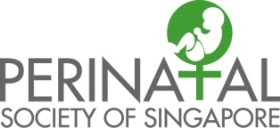 PERINATAL
SOCIETY OF SINGAPORE